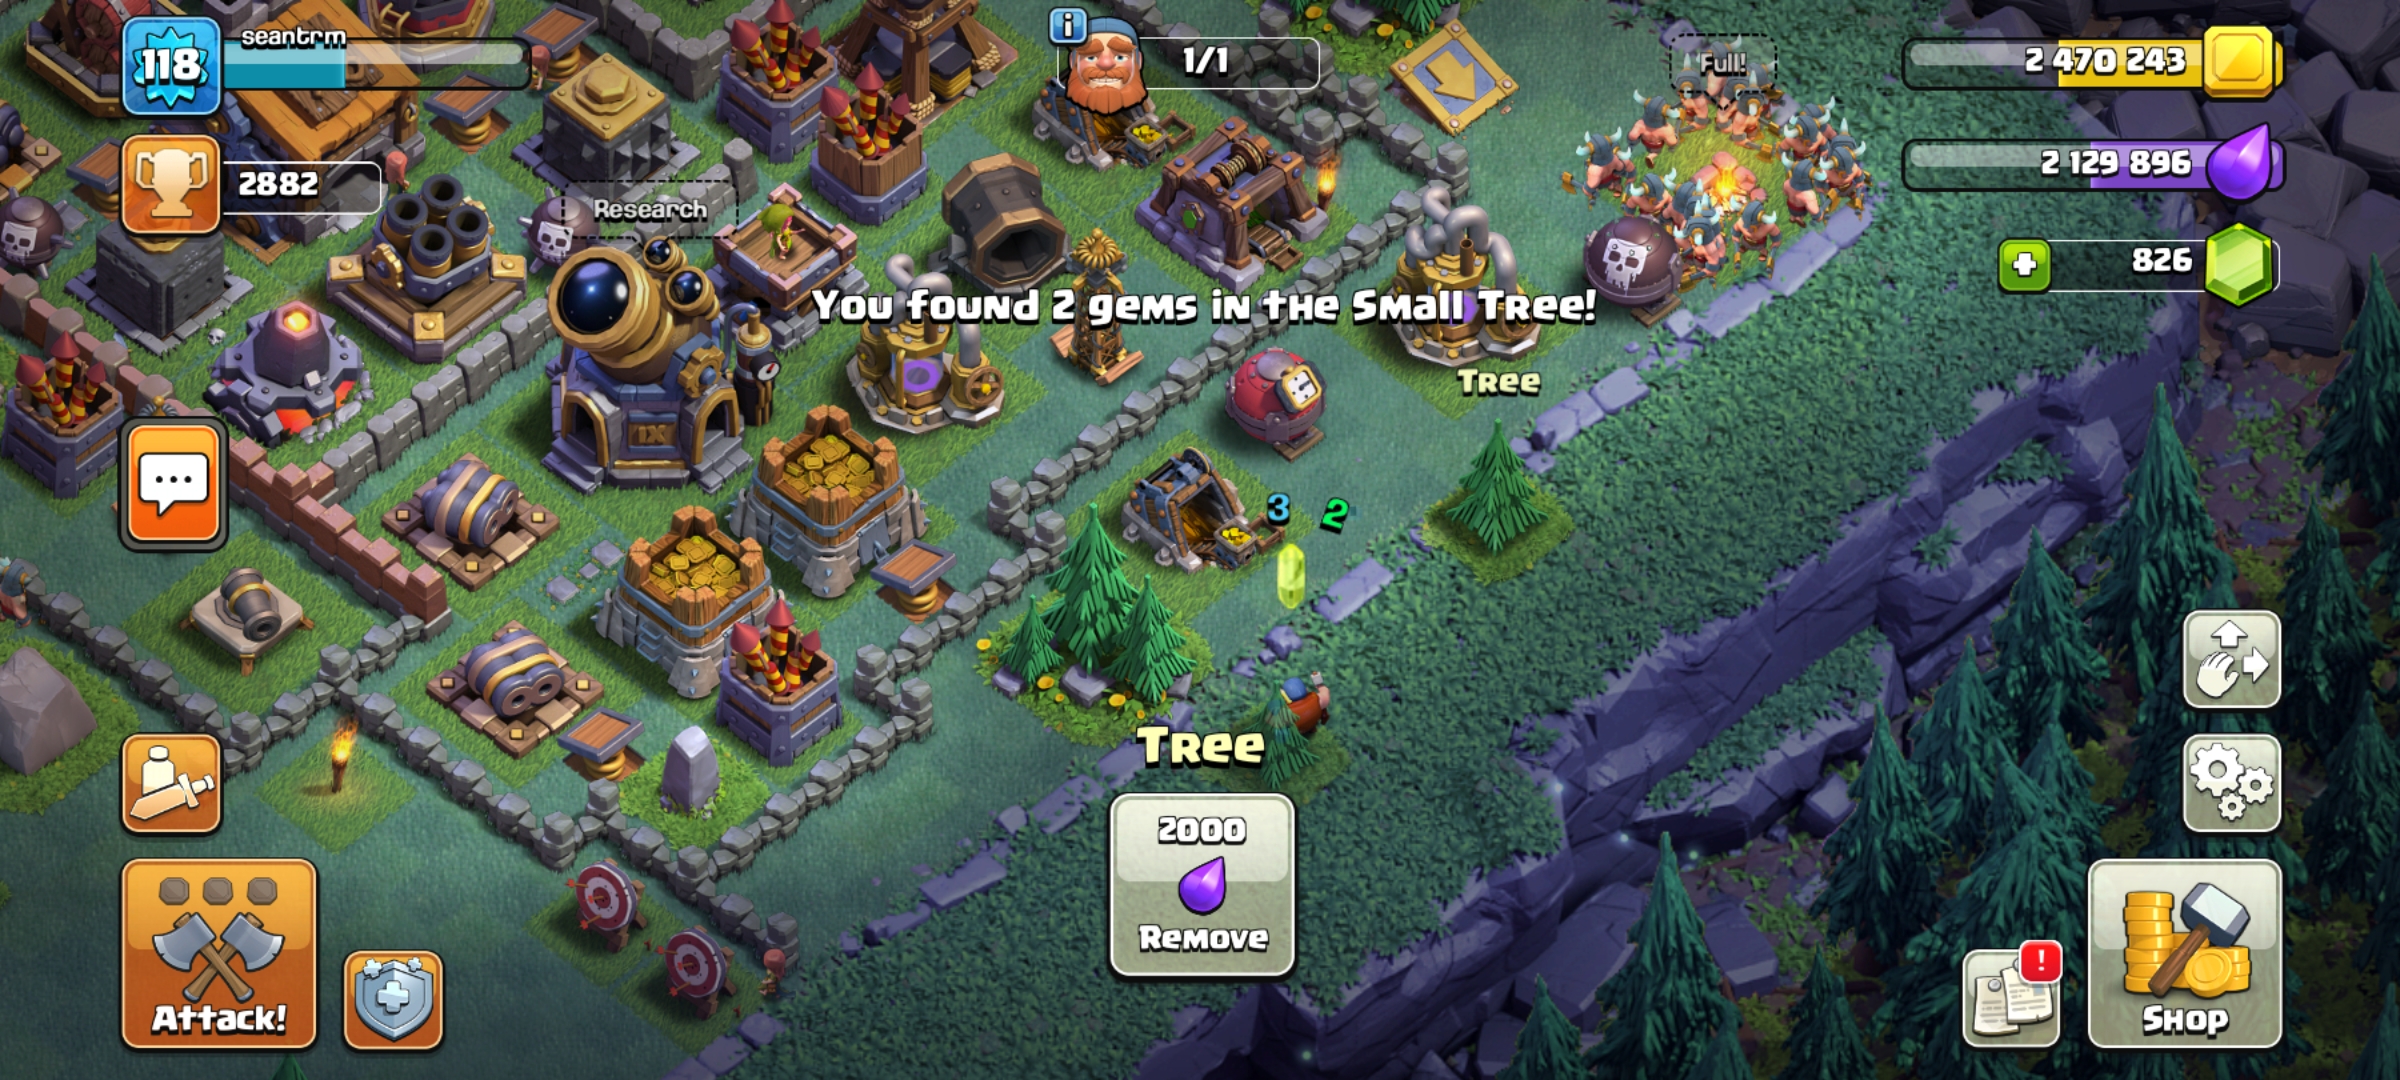 118
seantrm
i
1/1
Full!
2 470 243
2882
2 129 896
Research
826
You found 2 gems in the Small Tree!
Tree
IX
3
2
Tree
2000
Remove
Attack!
!
Shop